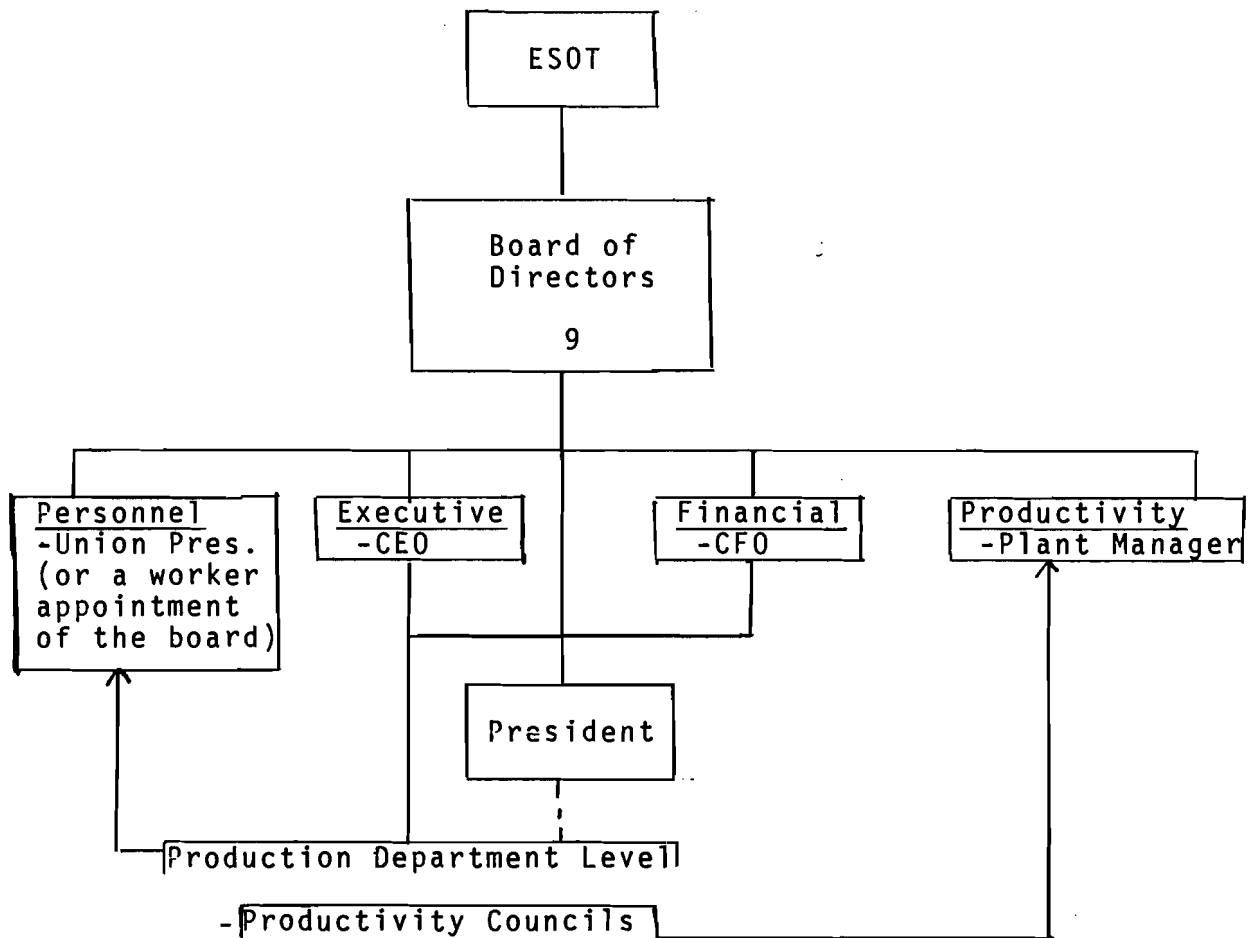 ESOT
Board of
Directors
9
Personnel
-Union Pres.
(or a worker
appointment
of the board)
Executive
-CEO
Financial
-CFO
Productivity
-Plant Manager
President
Production Department Level
-Productivity Councils